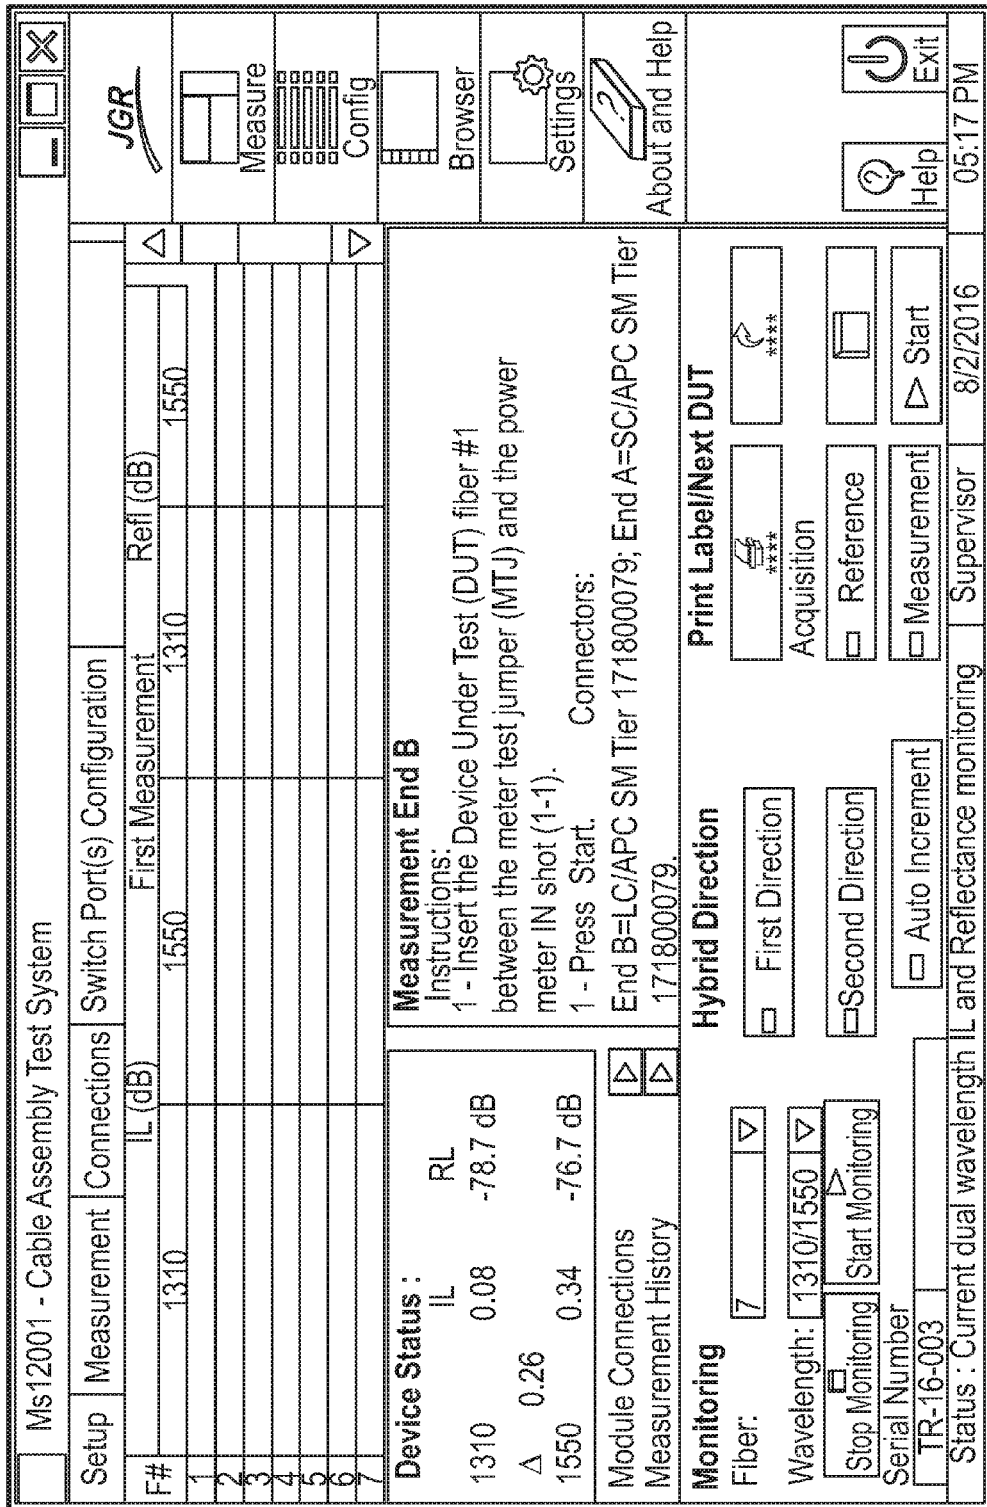 Ms12001 - Cable Assembly Test System
Setup Measurement Connections Switch Port(s) Configuration
First Measurement
F# IL (dB) Refl (dB)
1310 1550 1310 1550
1
2
3
4
5
6
7
JGR
Measure
Config
Browser
Settings
?
About and Help
Device Status :
IL RL
1310 0.08 -78.7 dB
Δ 0.26
1550 0.34 -76.7 dB
Module Connections
Measurement History
Measurement End B
Instructions:
1 - Insert the Device Under Test (DUT) fiber #1
between the meter test jumper (MTJ) and the power
meter IN shot (1-1).
1 - Press Start. Connectors:
End B=LC/APC SM Tier 171800079; End A=SC/APC SM Tier
171800079.
Monitoring
Fiber: 7
Wavelength: 1310/1550
Stop Monitoring Start Monitoring
Serial Number
TR-16-003
Hybrid Direction
First Direction
Second Direction
Auto Increment
Print Label/Next DUT
**** ****
Acquisition
Reference
Measurement Start
?
Help Exit
Status : Current dual wavelength IL and Reflectance monitoring Supervisor 8/2/2016 05:17 PM